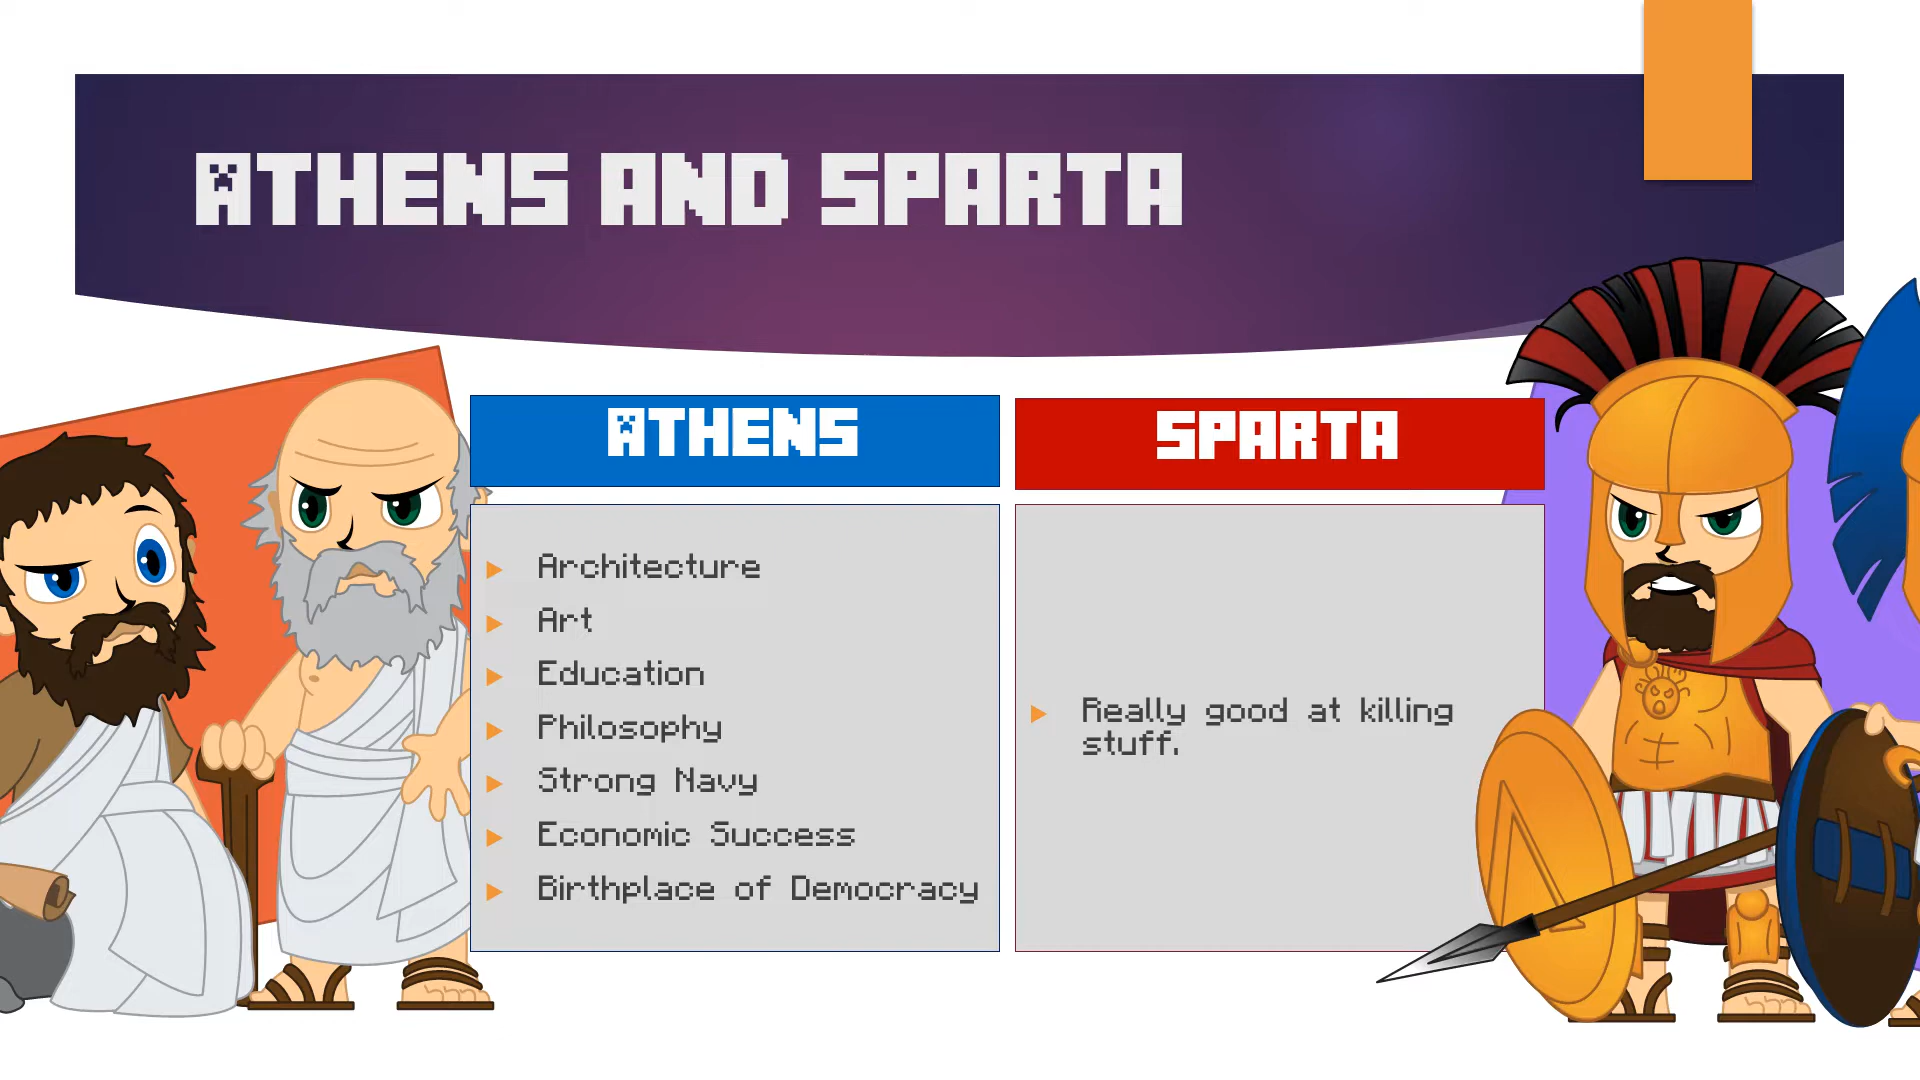 ATHENS AND SPARTA
ATHENS
Architecture
Art
Education
Philosophy
Strong Navy
Economic Success
Birthplace of Democracy
SPARTA
Really good at killing
stuff.